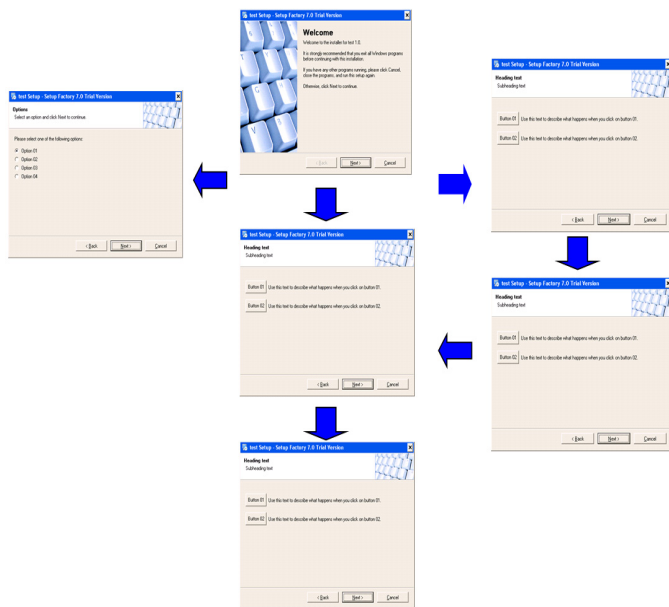 test Setup - Setup Factory 7.0 Trial Version
Welcome
Welcome to the installer for test 1.0.
It is strongly recommended that you exit all Windows programs
before continuing with this installation.
If you have any other programs running, please click Cancel,
close the programs, and run this setup again.
Otherwise, click Next to continue.
< Back Next > Cancel
test Setup - Setup Factory 7.0 Trial Version
Options
Select an option and click Next to continue.
Please select one of the following options:
Option 01
Option 02
Option 03
Option 04
< Back Next > Cancel
test Setup - Setup Factory 7.0 Trial Version
Heading text
Subheading text
Button 01 Use this text to describe what happens when you click on button 01.
Button 02 Use this text to describe what happens when you click on button 02.
< Back Next > Cancel
test Setup - Setup Factory 7.0 Trial Version
Heading text
Subheading text
Button 01 Use this text to describe what happens when you click on button 01.
Button 02 Use this text to describe what happens when you click on button 02.
< Back Next > Cancel
test Setup - Setup Factory 7.0 Trial Version
Heading text
Subheading text
Button 01 Use this text to describe what happens when you click on button 01.
Button 02 Use this text to describe what happens when you click on button 02.
< Back Next > Cancel
test Setup - Setup Factory 7.0 Trial Version
Heading text
Subheading text
Button 01 Use this text to describe what happens when you click on button 01.
Button 02 Use this text to describe what happens when you click on button 02.
< Back Next > Cancel